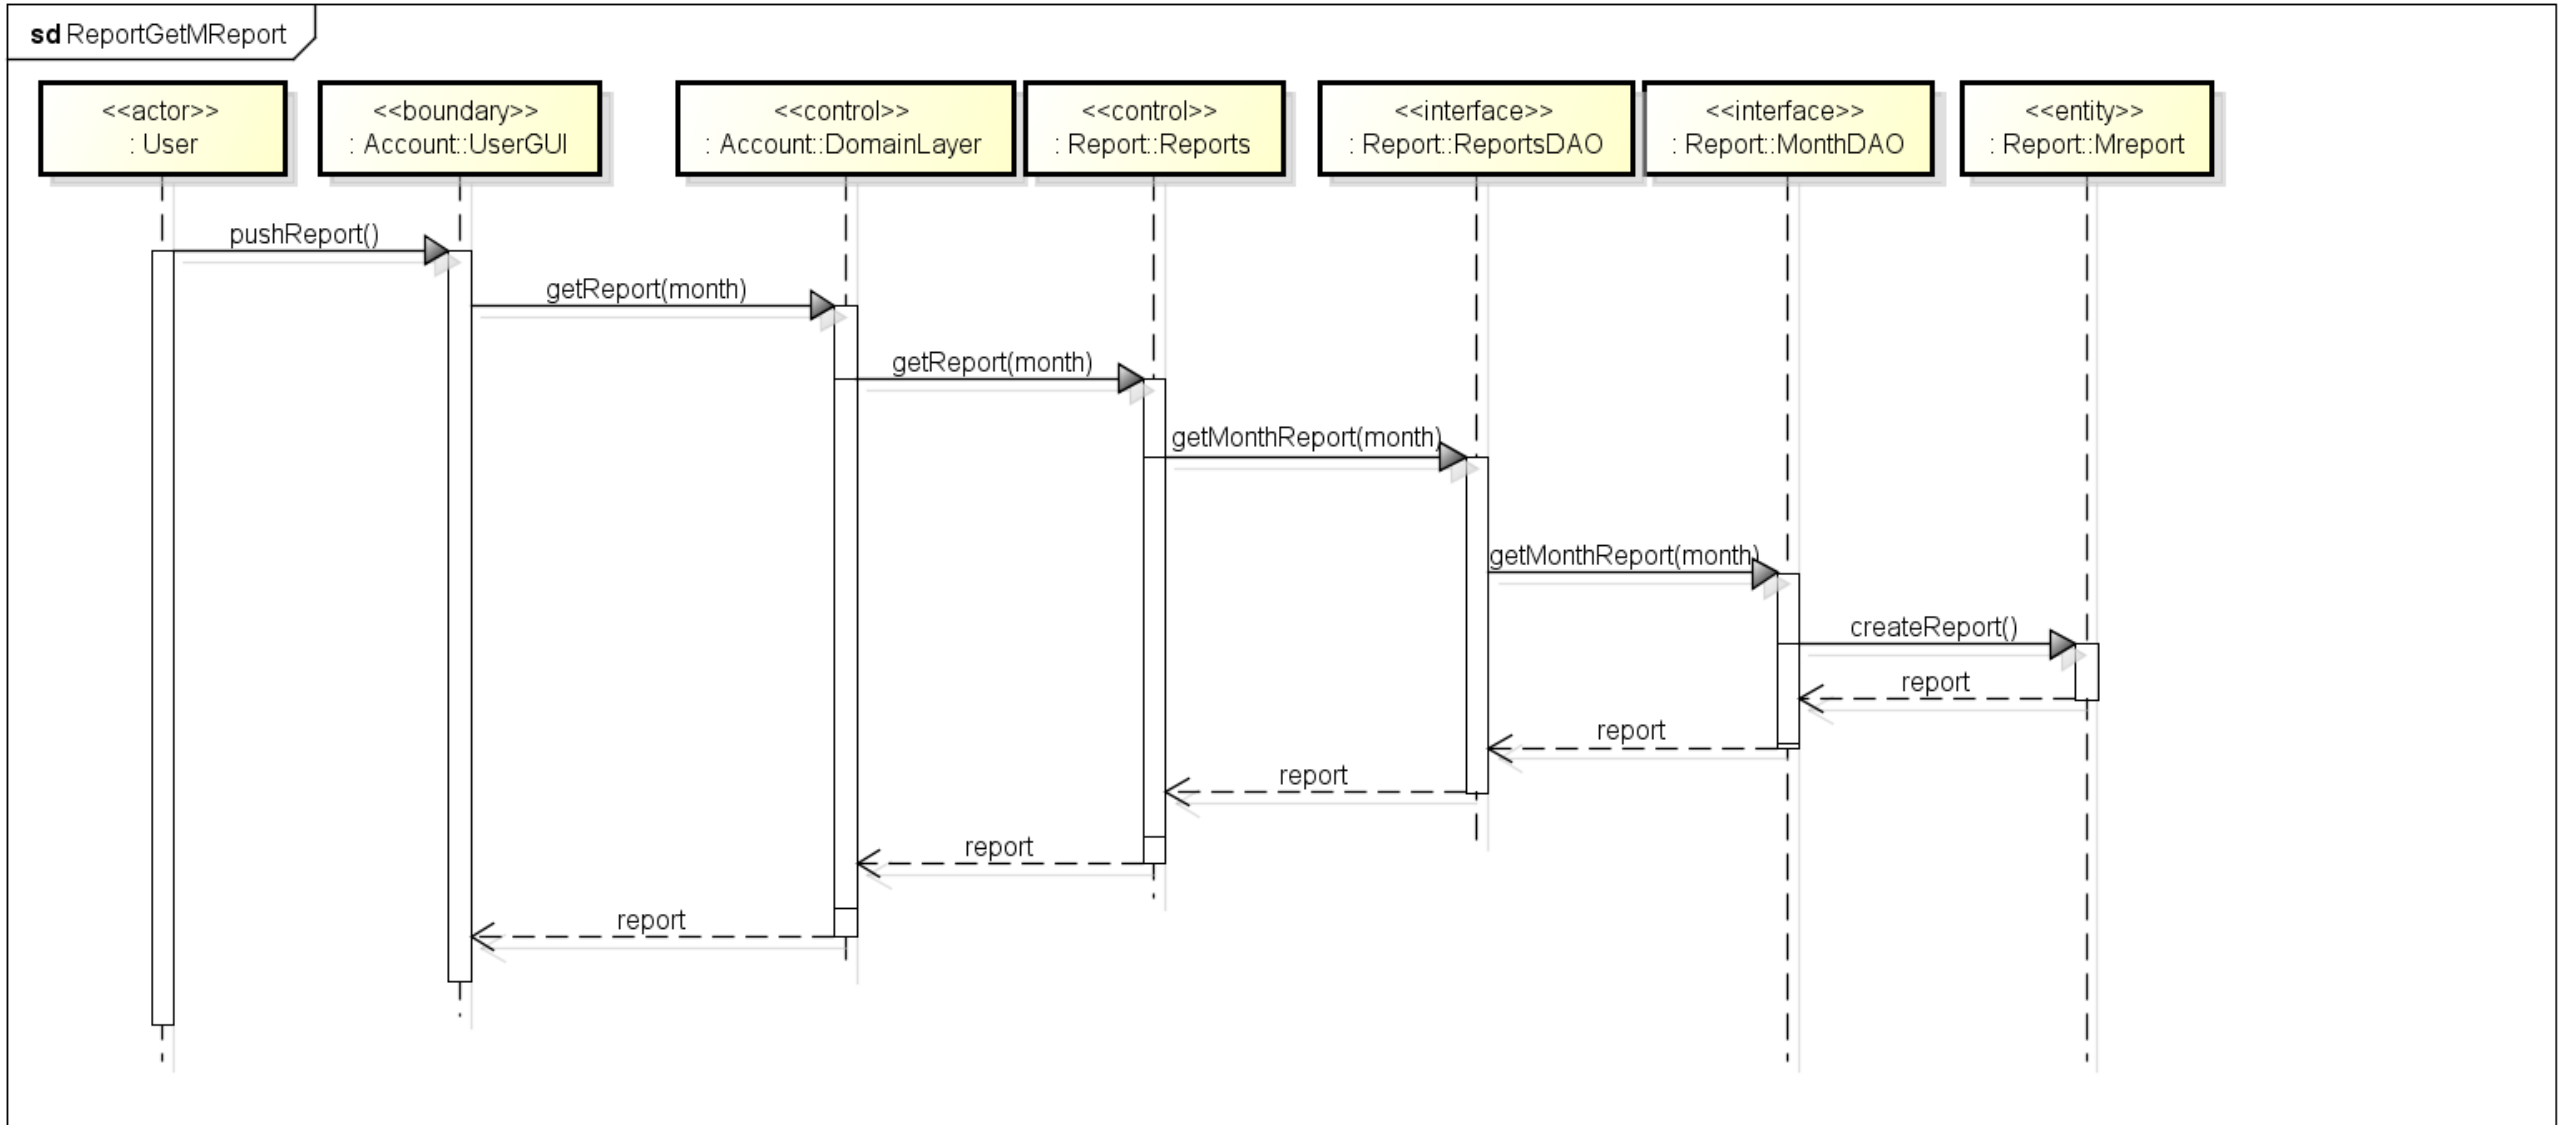 sd ReportGetMReport
<<actor>>
: User
<<boundary>>
: Account::UserGUI
<<control>>
: Account::DomainLayer
<<control>>
: Report::Reports
<<interface>>
: Report::ReportsDAO
<<interface>>
: Report::MonthDAO
<<entity>>
: Report::Mreport
pushReport()
getReport(month)
getReport(month)
getMonthReport(month)
getMonthReport(month)
createReport()
report
report
report
report
report